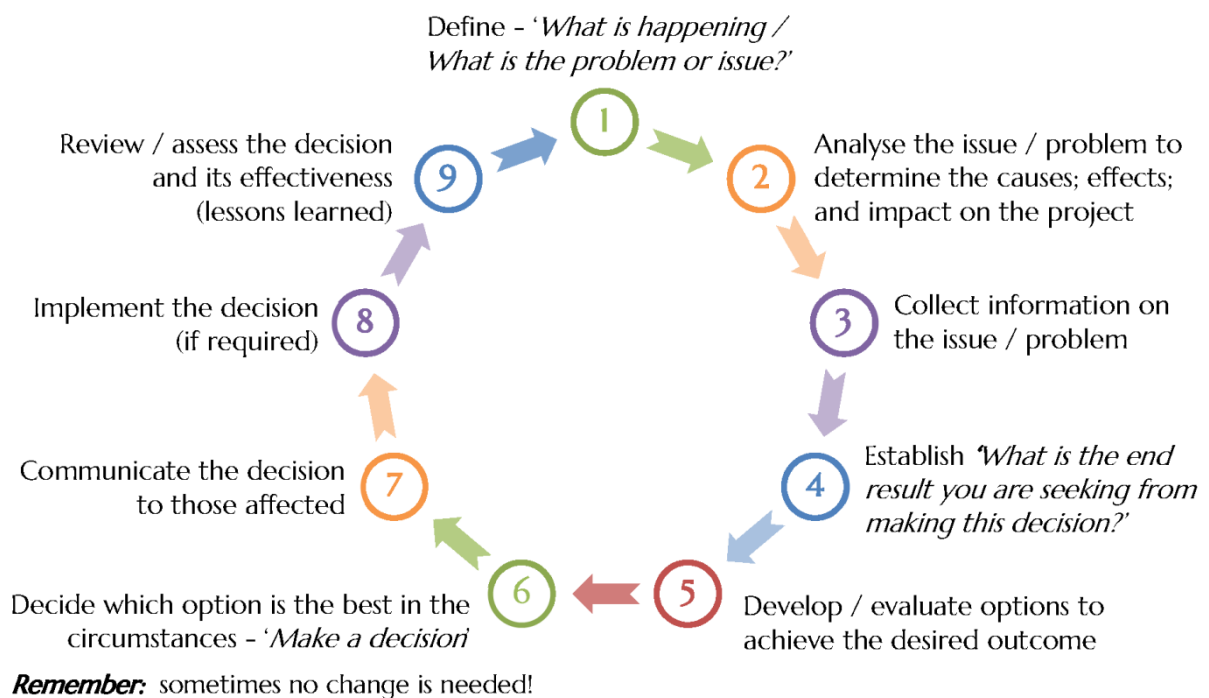 Define - ‘What is happening /
What is the problem or issue?’
1
2
Analyse the issue / problem to
determine the causes; effects;
and impact on the project
3
Collect information on
the issue / problem
4
Establish ‘What is the end
result you are seeking from
making this decision?’
5
Develop / evaluate options to
achieve the desired outcome
6
Decide which option is the best in the
circumstances - ‘Make a decision’
Remember: sometimes no change is needed!
7
Communicate the decision
to those affected
8
Implement the decision
(if required)
9
Review / assess the decision
and its effectiveness
(lessons learned)